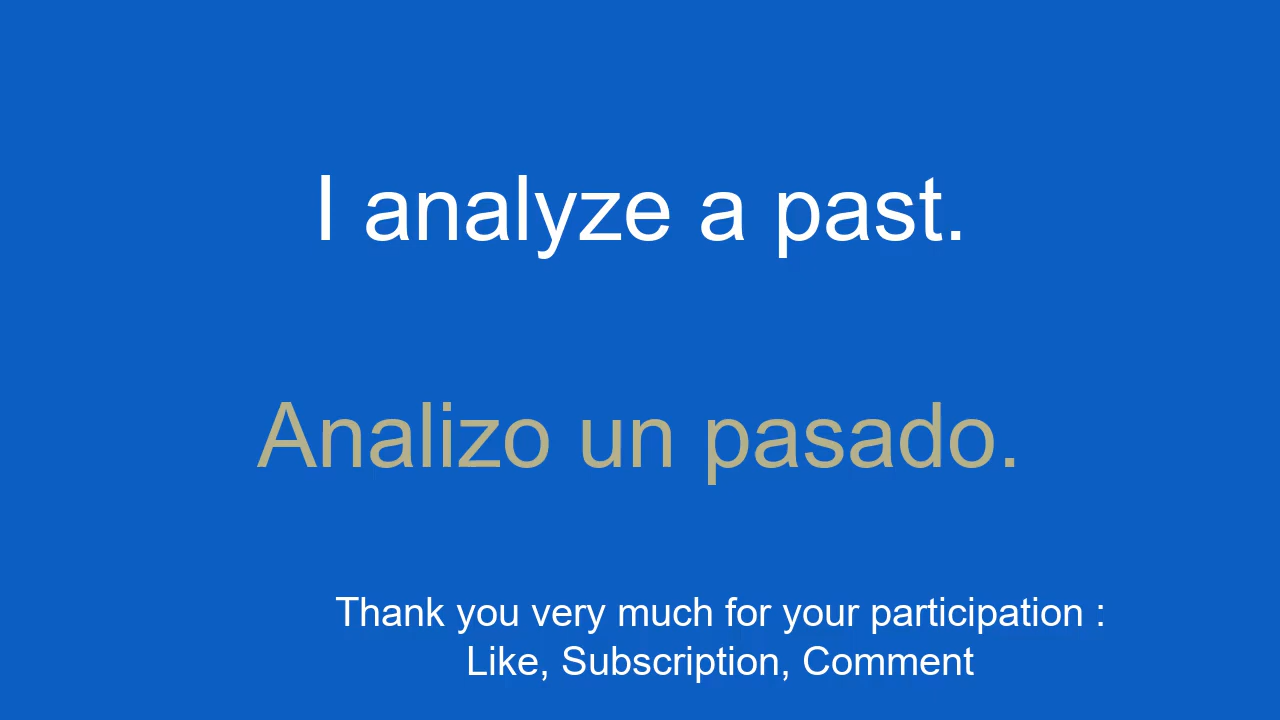 I analyze a past.
Analizo un pasado.
Thank you very much for your participation :
Like, Subscription, Comment